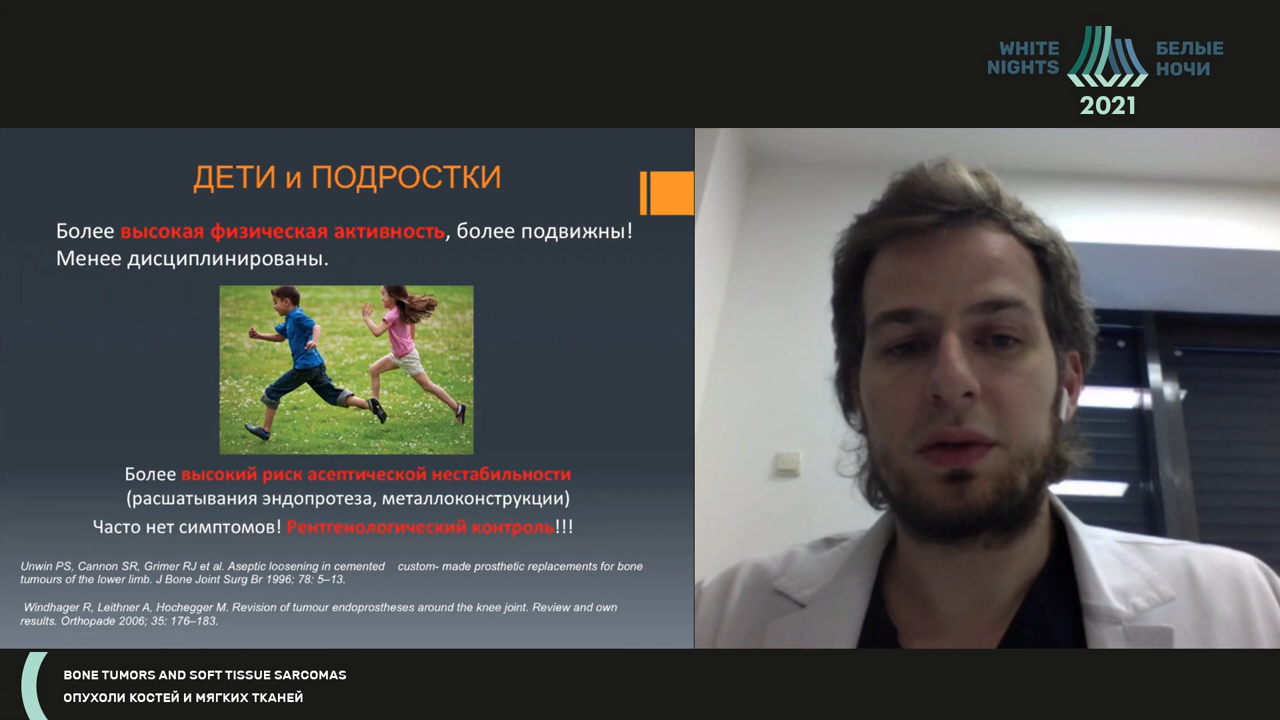 WHITE NIGHTS
БЕЛЫЕ НОЧИ
2021
ДЕТИ и ПОДРОСТКИ
Более высокая физическая активность, более подвижны!
Менее дисциплинированы.
Более высокий риск асептической нестабильности
(расшатывания эндопротеза, металлоконструкции)
Часто нет симптомов! Рентгенологический контроль!!!
Unwin PS, Cannon SR, Grimer RJ et al. Aseptic loosening in cemented custom- made prosthetic replacements for bone
tumours of the lower limb. J Bone Joint Surg Br 1996; 78: 5–13.
Windhager R, Leithner A, Hochegger M. Revision of tumour endoprostheses around the knee joint. Review and own
results. Orthopade 2006; 35: 176–183.
BONE TUMORS AND SOFT TISSUE SARCOMAS
ОПУХОЛИ КОСТЕЙ И МЯГКИХ ТКАНЕЙ